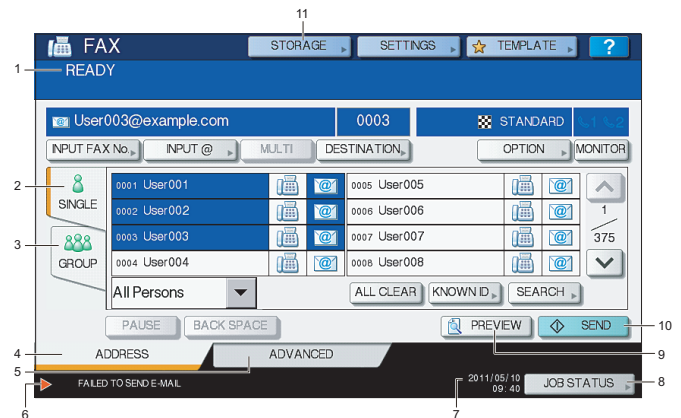 11
FAX
STORAGE
SETTINGS
TEMPLATE
?
1
READY
User003@example.com
0003
STANDARD
1
2
INPUT FAX No.
INPUT @
MULTI
DESTINATION
OPTION
MONITOR
2
SINGLE
0001 User001
@
0005 User005
@
0002 User002
@
0006 User006
@
1
3
0003 User003
@
0007 User007
@
375
GROUP
0004 User004
@
0008 User008
@
All Persons
ALL CLEAR
KNOWN ID
SEARCH
PAUSE
BACK SPACE
PREVIEW
SEND
10
4
ADDRESS
ADVANCED
9
5
FAILED TO SEND E-MAIL
2011/05/10
09:40
JOB STATUS
8
6
7